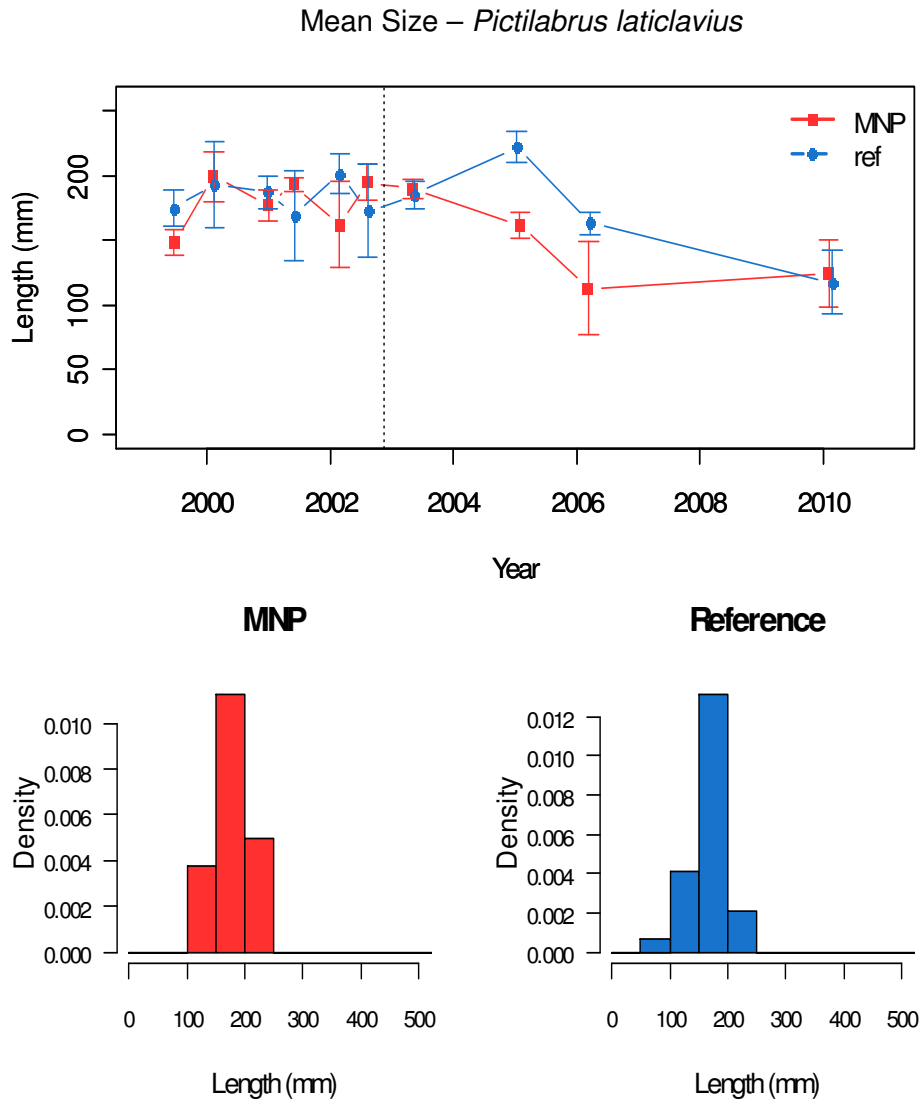 Mean Size – Pictilabrus laticlavius
MNP
ref
Length (mm)
200
100
50
0
2000 2002 2004 2006 2008 2010
Year
MNP
Density
0.010
0.008
0.006
0.004
0.002
0.000
0 100 200 300 400 500
Length (mm)
Reference
Density
0.012
0.010
0.008
0.006
0.004
0.002
0.000
0 100 200 300 400 500
Length (mm)